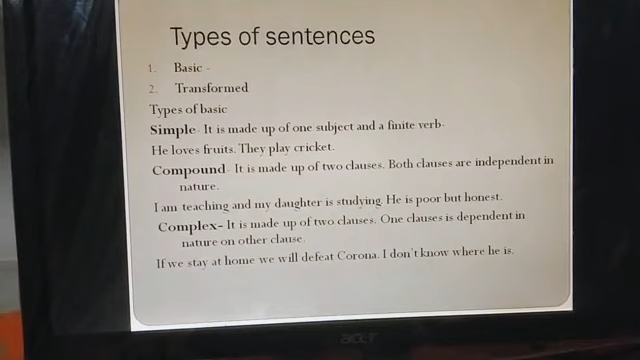 Types of sentences
1. Basic -
2. Transformed
Types of basic
Simple- It is made up of one subject and a finite verb-
He loves fruits. They play cricket.
Compound- It is made up of two clauses. Both clauses are independent in
nature.
I am teaching and my daughter is studying. He is poor but honest.
Complex- It is made up of two clauses. One clauses is dependent in
nature on other clause.
If we stay at home we will defeat Corona. I don't know where he is.
acer